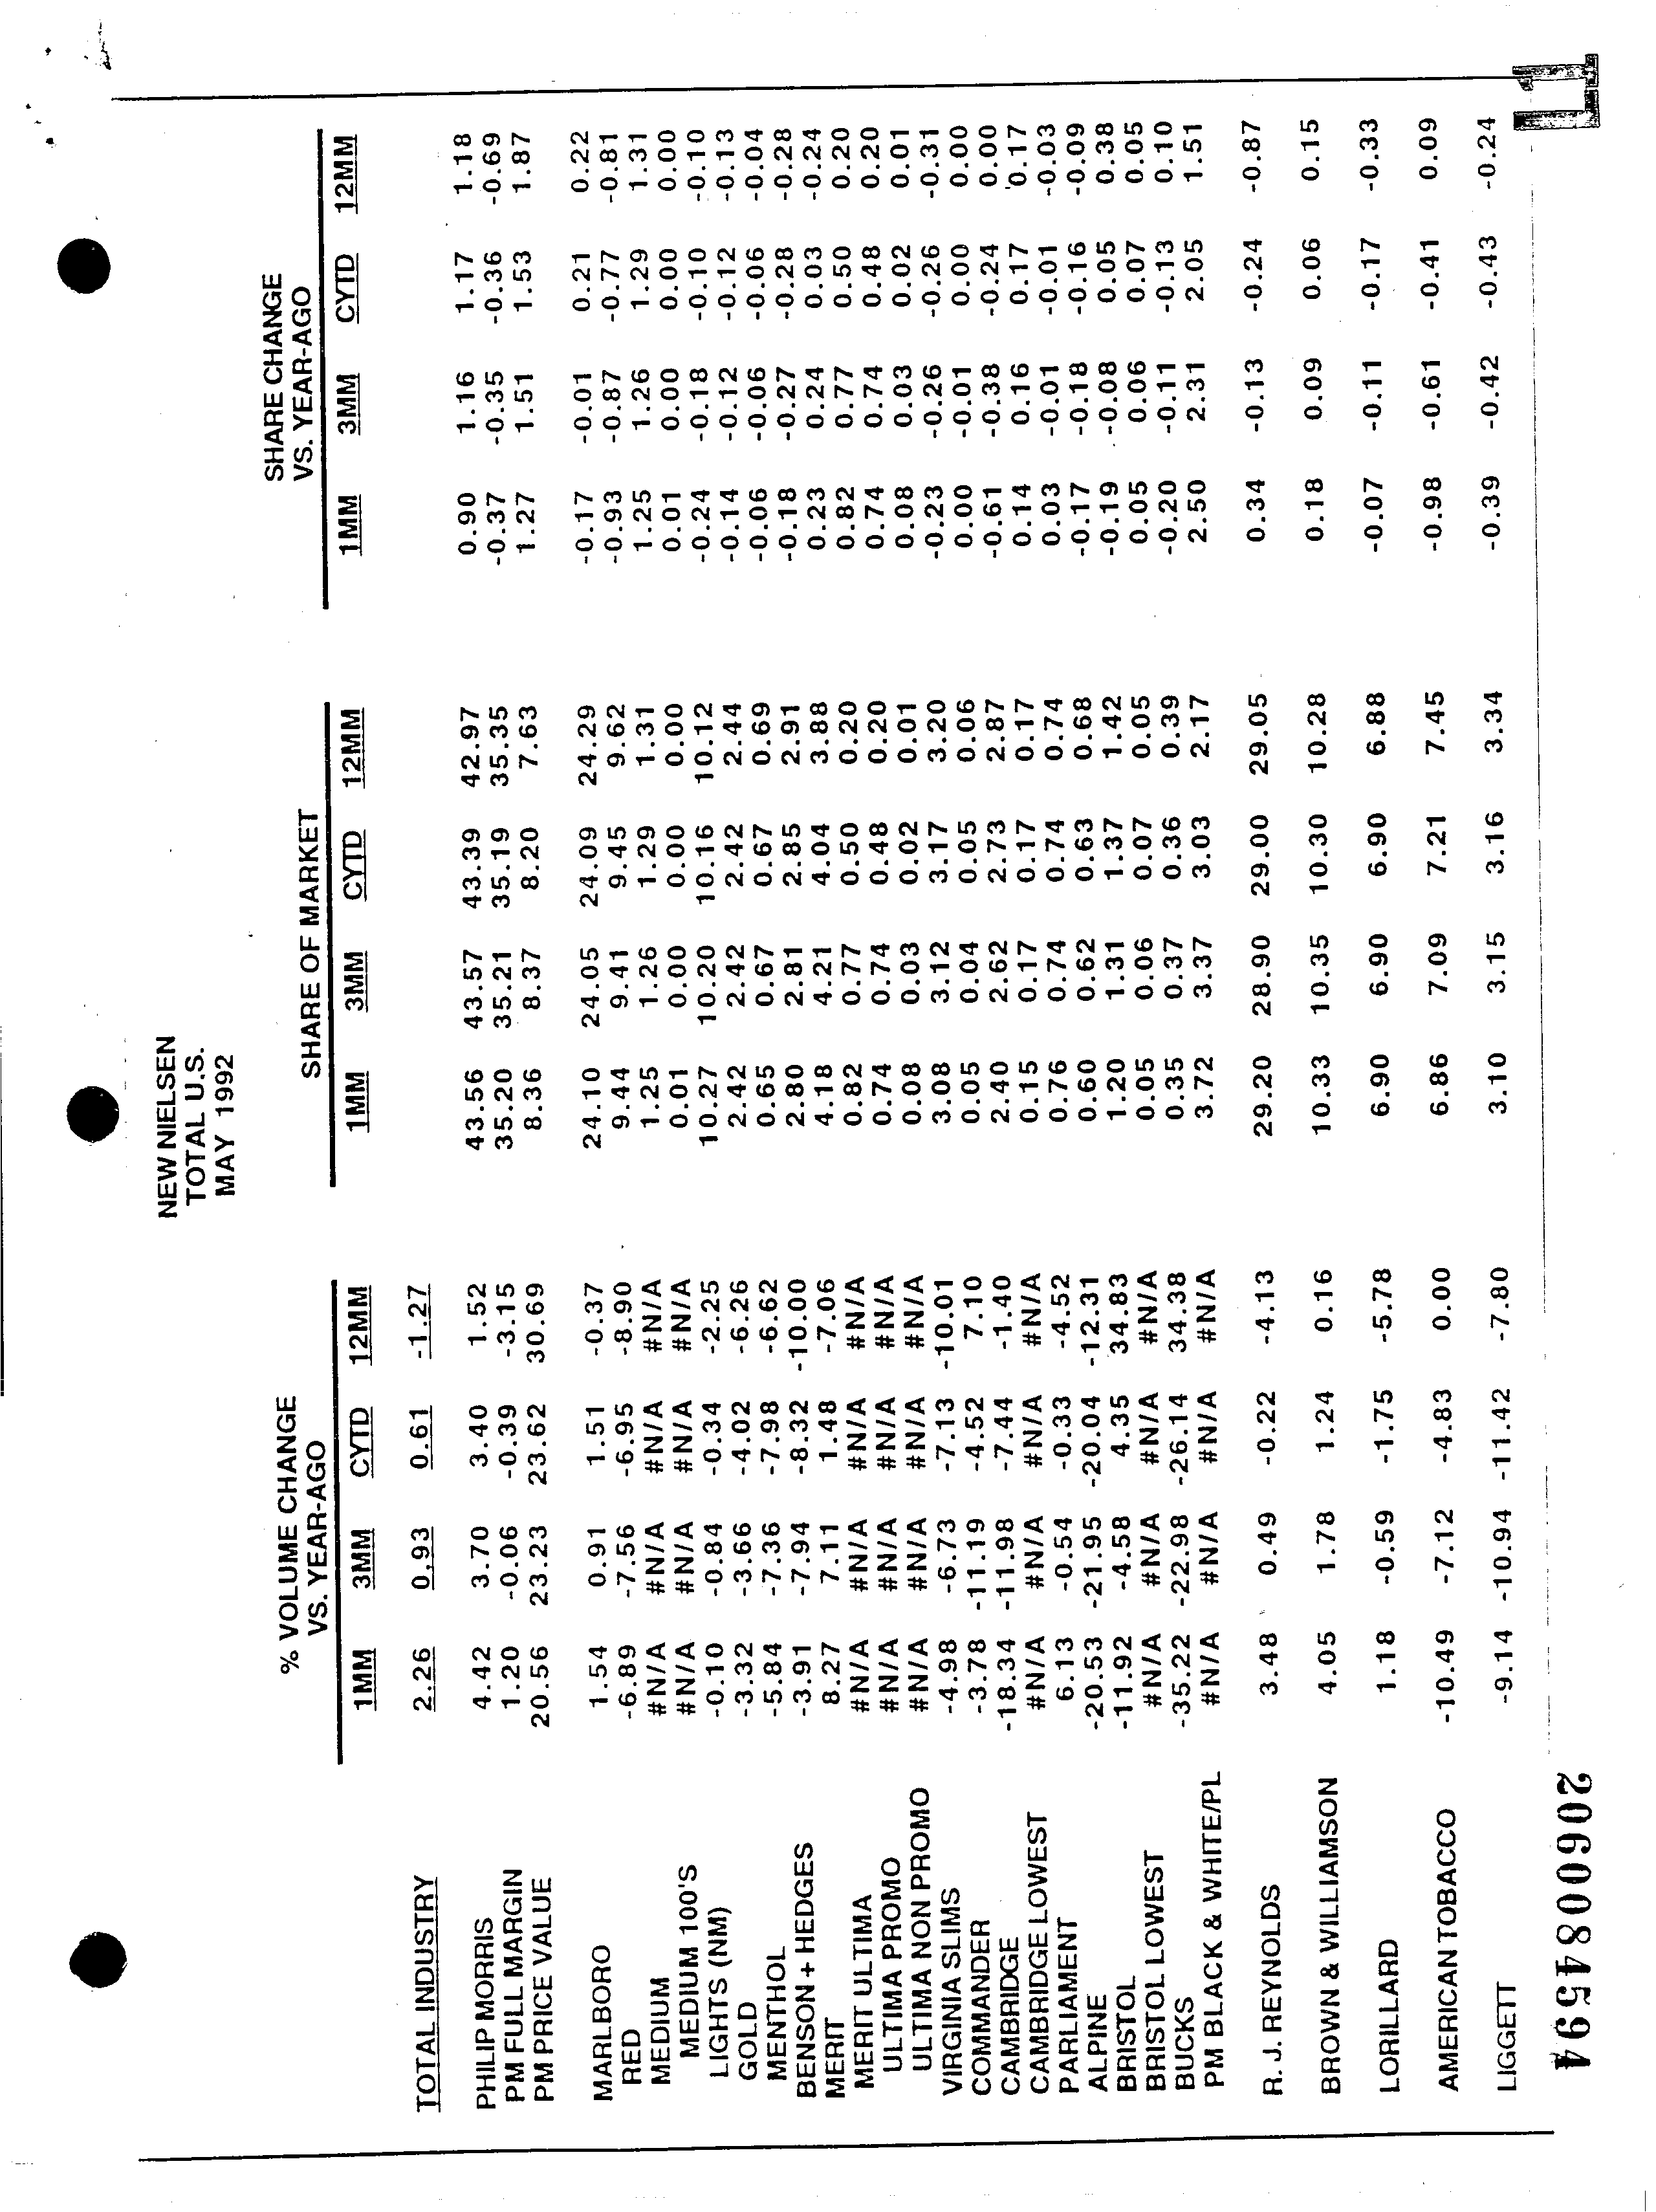 NEW NIELSEN
TOTAL U.S.
MAY 1992
% VOLUME CHANGE VS. YEAR-AGO SHARE OF MARKET SHARE CHANGE VS. YEAR-AGO
1MM 3MM CYTD 12MM 1MM 3MM CYTD 12MM 1MM 3MM CYTD 12MM
TOTAL INDUSTRY 2.26 0.93 0.61 -1.27
PHILIP MORRIS 4.42 3.70 3.40 1.52 43.56 43.57 43.39 42.97 0.90 1.16 1.17 1.18
PM FULL MARGIN 1.20 -0.06 -0.39 -3.15 35.20 35.21 35.19 35.35 -0.37 -0.35 -0.36 -0.69
PM PRICE VALUE 20.56 23.23 23.62 30.69 8.36 8.37 8.20 7.63 1.27 1.51 1.53 1.87
MARLBORO 1.54 0.91 1.51 -0.37 24.10 24.05 24.09 24.29 -0.17 -0.01 0.21 0.22
RED -6.89 -7.56 -6.95 -8.90 9.44 9.41 9.45 9.62 -0.93 -0.87 -0.77 -0.81
MEDIUM #N/A #N/A #N/A #N/A 1.25 1.26 1.29 1.31 1.25 1.26 1.29 1.31
MEDIUM 100'S #N/A #N/A #N/A #N/A 0.01 0.00 0.00 0.00 0.01 0.00 0.00 0.00
LIGHTS (NM) -0.10 -0.84 -0.34 -2.25 10.27 10.20 10.16 10.12 -0.24 -0.18 -0.10 -0.10
GOLD -3.32 -3.66 -4.02 -6.26 2.42 2.42 2.42 2.44 -0.14 -0.12 -0.12 -0.13
MENTHOL -5.84 -7.36 -7.98 -6.62 0.65 0.67 0.67 0.69 -0.06 -0.06 -0.06 -0.04
BENSON + HEDGES -3.91 -7.94 -8.32 -10.00 2.80 2.81 2.85 2.91 -0.18 -0.27 -0.28 -0.28
MERIT 8.27 7.11 1.48 -7.06 4.18 4.21 4.04 3.88 0.23 0.24 0.03 -0.24
MERIT ULTIMA #N/A #N/A #N/A #N/A 0.82 0.77 0.50 0.20 0.82 0.77 0.50 0.20
ULTIMA PROMO #N/A #N/A #N/A #N/A 0.74 0.74 0.48 0.20 0.74 0.74 0.48 0.20
ULTIMA NON PROMO #N/A #N/A #N/A #N/A 0.08 0.03 0.02 0.01 0.08 0.03 0.02 0.01
VIRGINIA SLIMS -4.98 -6.73 -7.13 -10.01 3.08 3.12 3.17 3.20 -0.23 -0.26 -0.26 -0.31
COMMANDER -3.78 -11.19 -4.52 7.10 0.05 0.04 0.05 0.06 0.00 -0.01 0.00 0.00
CAMBRIDGE -18.34 -11.98 -7.44 -1.40 2.40 2.62 2.73 2.87 -0.61 -0.38 -0.24 0.00
CAMBRIDGE LOWEST #N/A #N/A #N/A #N/A 0.15 0.17 0.17 0.17 0.14 0.16 0.17 0.17
PARLIAMENT 6.13 -0.54 -0.33 -4.52 0.76 0.74 0.74 0.74 0.03 -0.01 -0.01 -0.03
ALPINE -20.53 -21.95 -20.04 -12.31 0.60 0.62 0.63 0.68 -0.17 -0.18 -0.16 -0.09
BRISTOL -11.92 -4.58 4.35 34.83 1.20 1.31 1.37 1.42 -0.19 -0.08 0.05 0.38
BRISTOL LOWEST #N/A #N/A #N/A #N/A 0.05 0.06 0.07 0.05 0.05 0.06 0.07 0.05
BUCKS -35.22 -22.98 -26.14 34.38 0.35 0.37 0.36 0.39 -0.20 -0.11 -0.13 0.10
PM BLACK & WHITE/PL #N/A #N/A #N/A #N/A 3.72 3.37 3.03 2.17 2.50 2.31 2.05 1.51
R. J. REYNOLDS 3.48 0.49 -0.22 -4.13 29.20 28.90 29.00 29.05 0.34 -0.13 -0.24 -0.87
BROWN & WILLIAMSON 4.05 1.78 1.24 0.16 10.33 10.35 10.30 10.28 0.18 0.09 0.06 0.15
LORILLARD 1.18 -0.59 -1.75 -5.78 6.90 6.90 6.90 6.88 -0.07 -0.11 -0.17 -0.33
AMERICAN TOBACCO -10.49 -7.12 -4.83 0.00 6.86 7.09 7.21 7.45 -0.98 -0.61 -0.41 0.09
LIGGETT -9.14 -10.94 -11.42 -7.80 3.10 3.15 3.16 3.34 -0.39 -0.42 -0.43 -0.24
2060084594